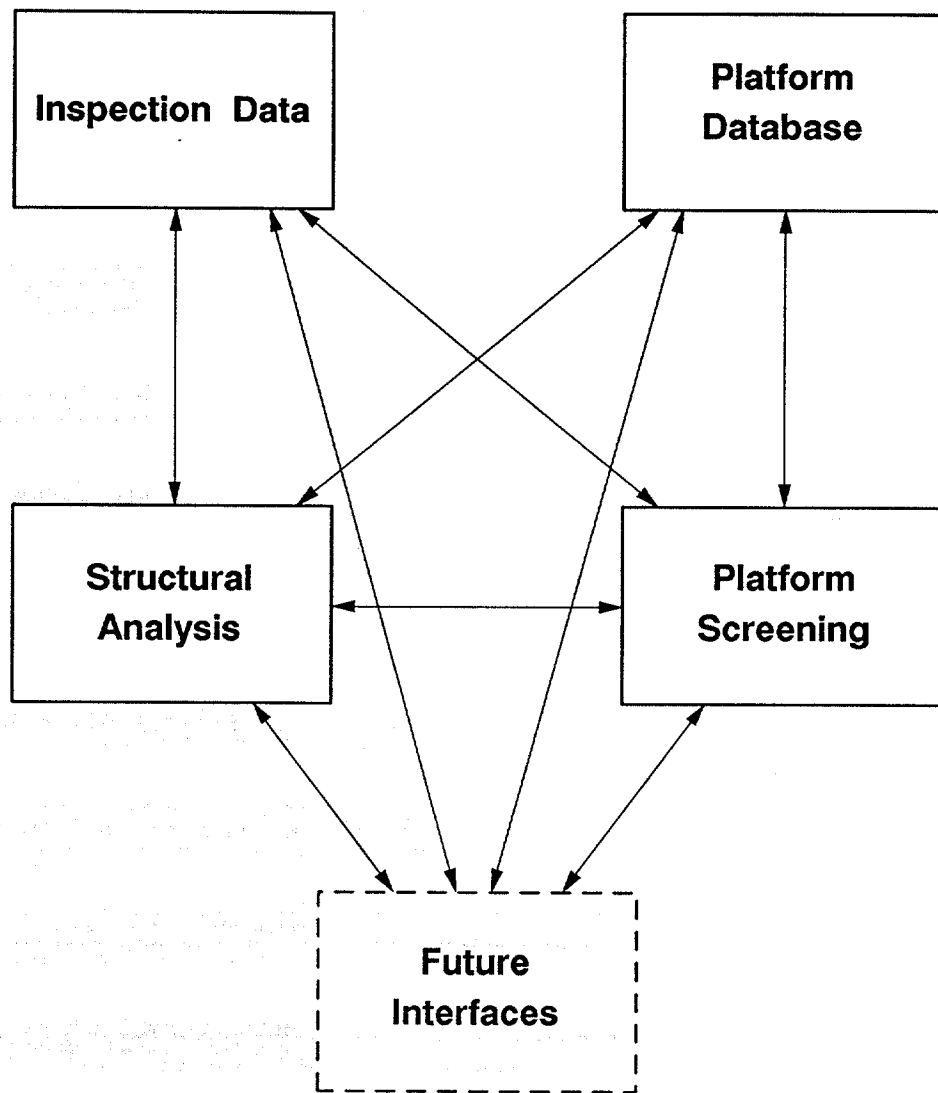 Inspection Data
Platform
Database
Structural
Analysis
Platform
Screening
Future
Interfaces